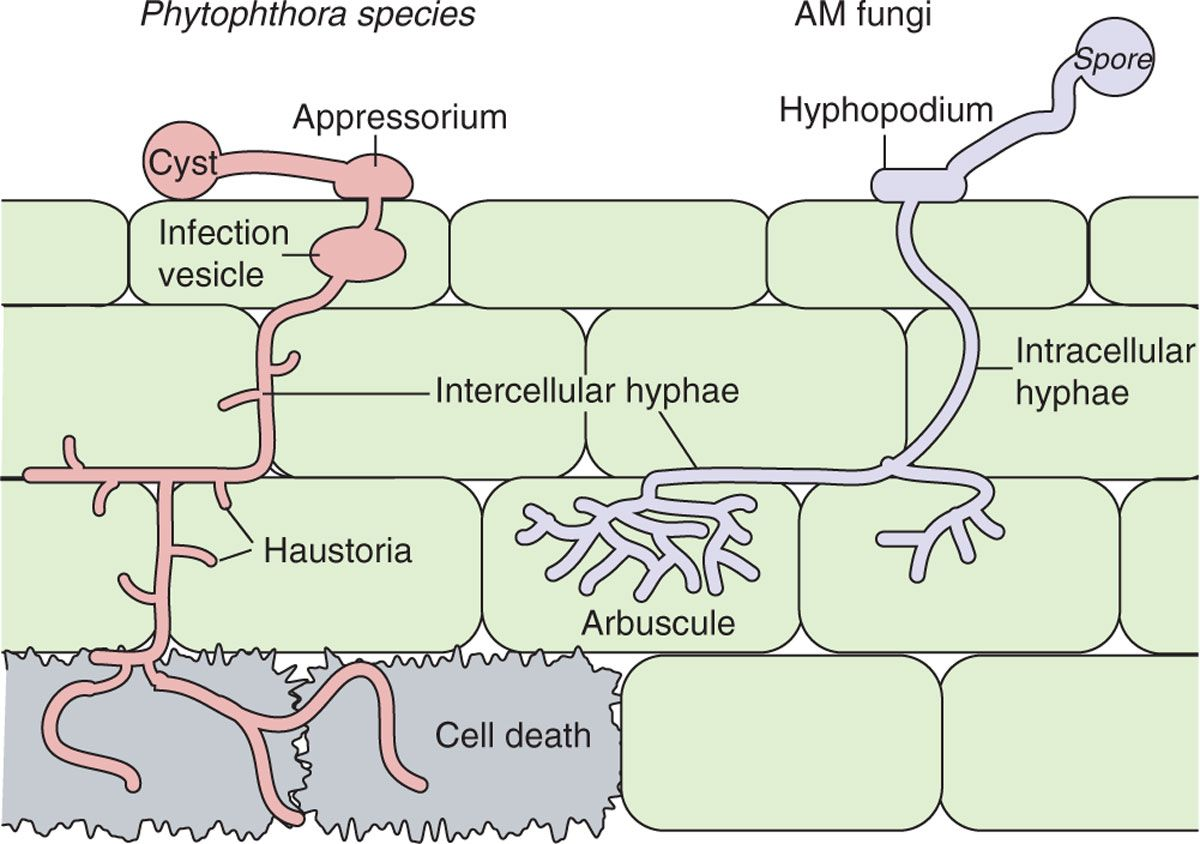 Phytophthora species
AM fungi
Spore
Appressorium
Hyphopodium
Cyst
Infection
vesicle
Intracellular
hyphae
Intercellular hyphae
Haustoria
Arbuscule
Cell death